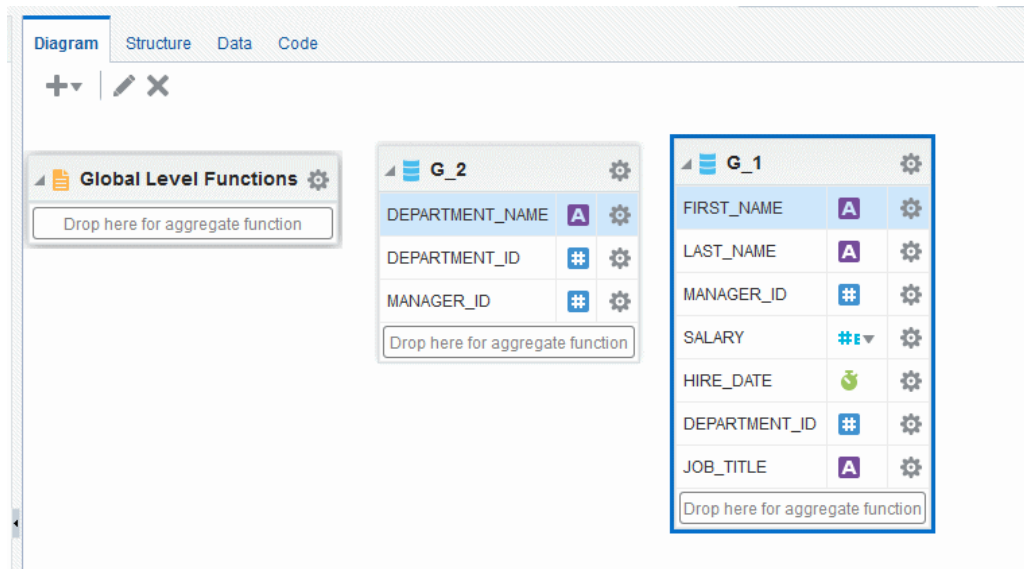 Diagram Structure Data Code
Global Level Functions
Drop here for aggregate function
G_2
DEPARTMENT_NAME A
DEPARTMENT_ID #
MANAGER_ID #
Drop here for aggregate function
G_1
FIRST_NAME A
LAST_NAME A
MANAGER_ID #
SALARY #E
HIRE_DATE
DEPARTMENT_ID #
JOB_TITLE A
Drop here for aggregate function